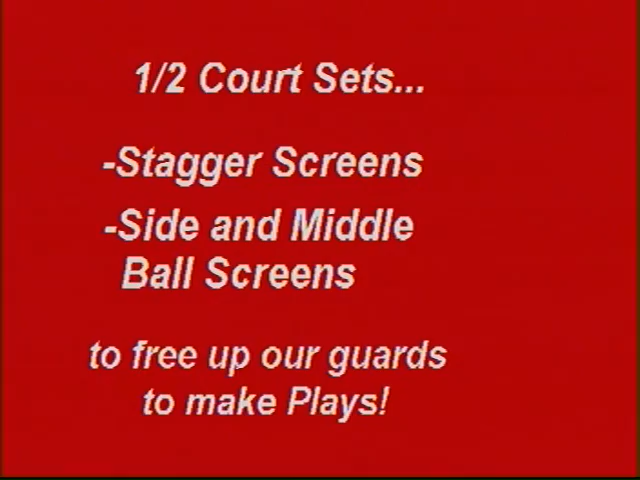 1/2 Court Sets...
-Stagger Screens
-Side and Middle
Ball Screens
to free up our guards
to make Plays!